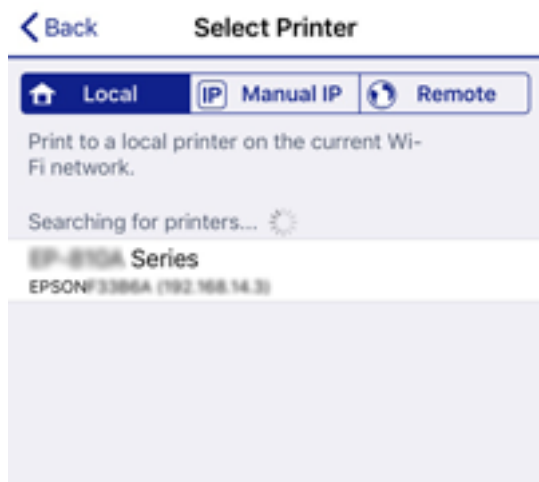 Back
Select Printer
Local
IP Manual IP
Remote
Print to a local printer on the current Wi-
Fi network.
Searching for printers...
Series
EPSON